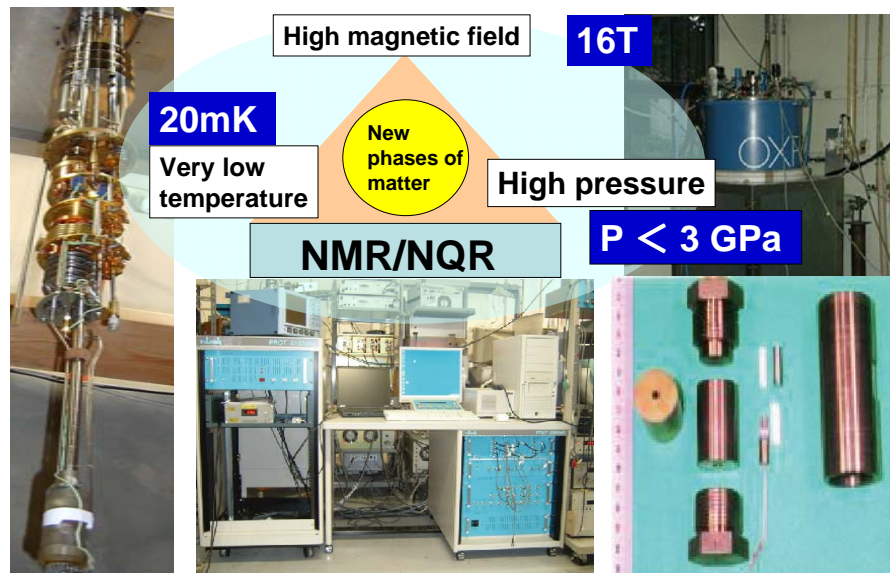 High magnetic field
16T
20mK
New
phases of
matter
Very low
temperature
High pressure
OXF
P < 3 GPa
NMR/NQR